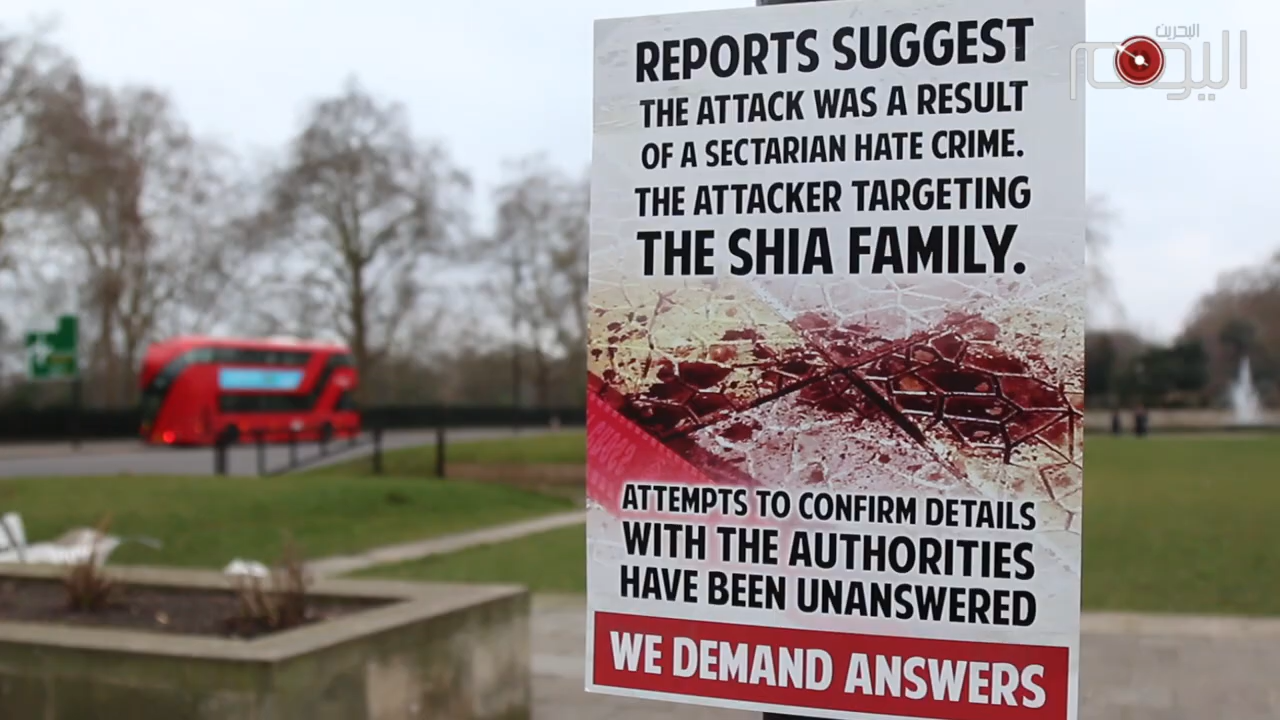 REPORTS SUGGEST
THE ATTACK WAS A RESULT
OF A SECTARIAN HATE CRIME.
THE ATTACKER TARGETING
THE SHIA FAMILY.
ATTEMPTS TO CONFIRM DETAILS
WITH THE AUTHORITIES
HAVE BEEN UNANSWERED
WE DEMAND ANSWERS
البحرين
اليوم